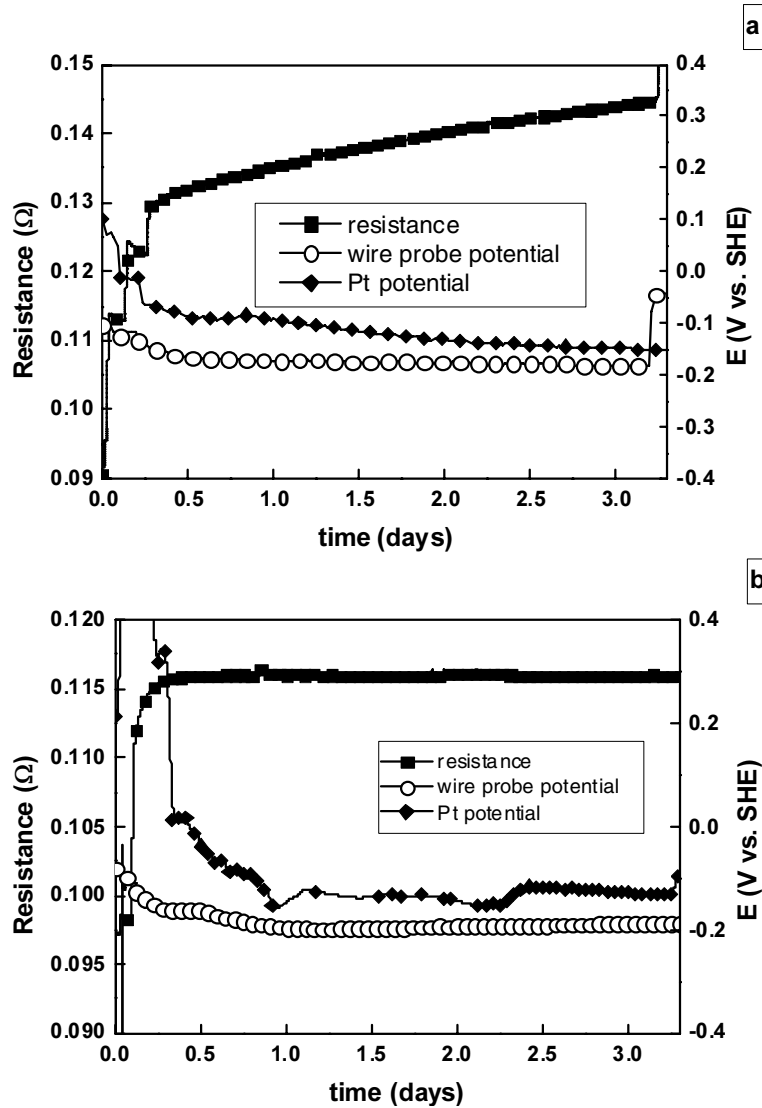 a
0.15
0.14
0.13
0.12
0.11
0.10
0.09
Resistance (Ω)
0.4
0.3
0.2
0.1
0.0
-0.1
-0.2
-0.3
-0.4
E (V vs. SHE)
resistance
wire probe potential
Pt potential
0.0 0.5 1.0 1.5 2.0 2.5 3.0
time (days)
b
0.120
0.115
0.110
0.105
0.100
0.095
0.090
Resistance (Ω)
0.4
0.2
0.0
-0.2
-0.4
E (V vs. SHE)
resistance
wire probe potential
Pt potential
0.0 0.5 1.0 1.5 2.0 2.5 3.0
time (days)